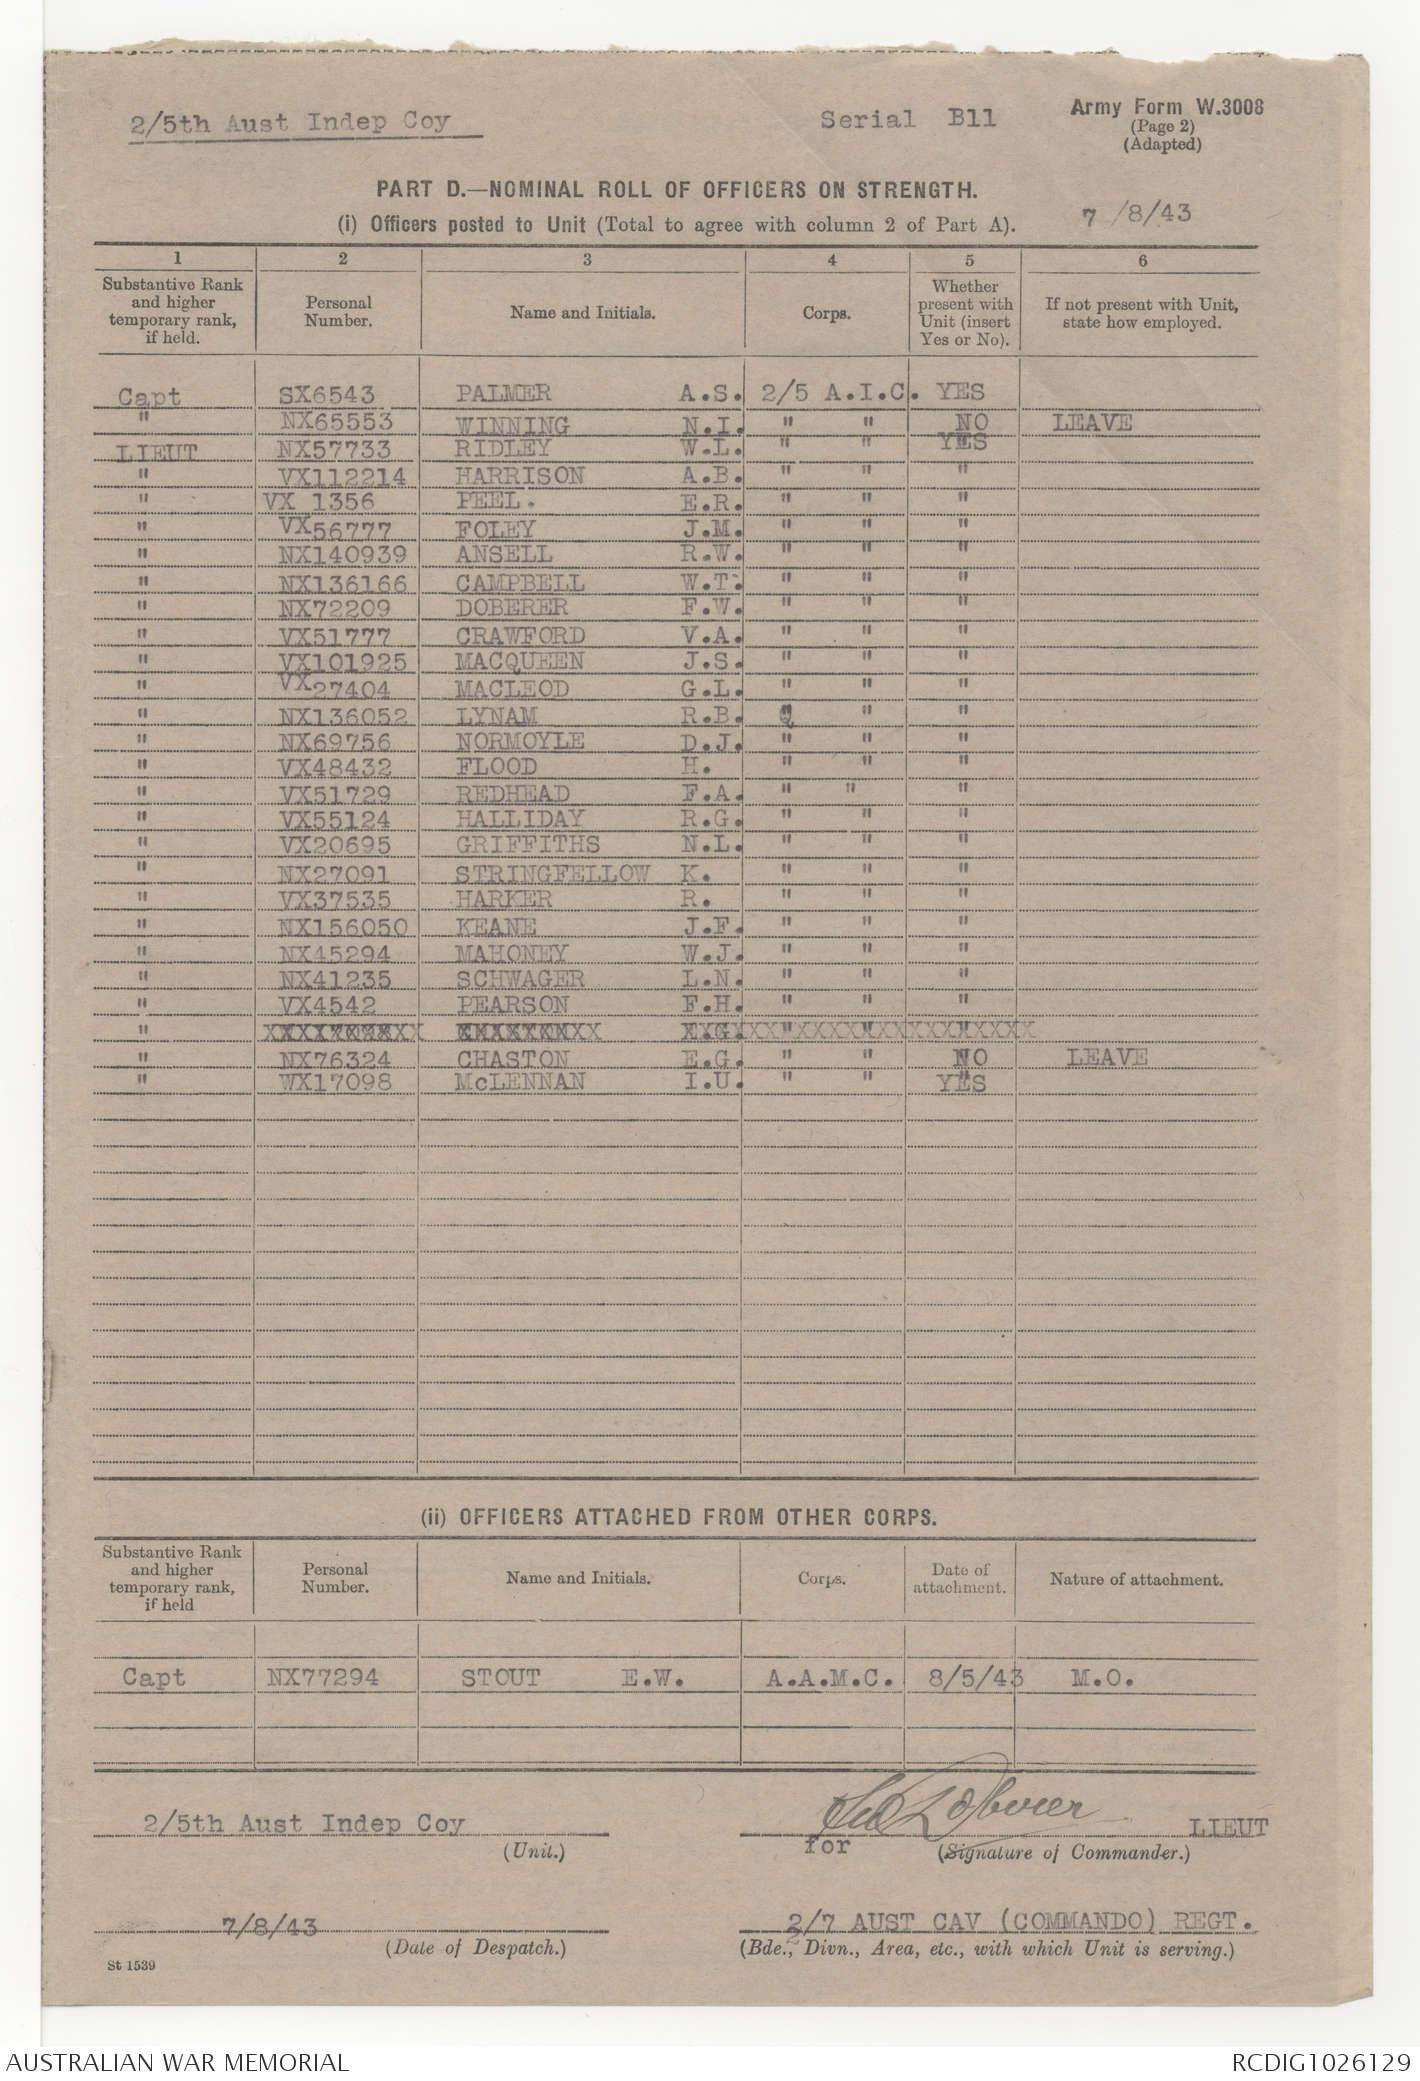 2/5th Aust Indep Coy Serial B11 Army Form W.3008
(Page 2)
(Adapted)
PART D.—NOMINAL ROLL OF OFFICERS ON STRENGTH.
(i) Officers posted to Unit (Total to agree with column 2 of Part A). 7 /8/43
1 2 3 4 5 6
Substantive Rank and higher temporary rank, if held. Personal Number. Name and Initials. Corps. Whether present with Unit (insert Yes or No). If not present with Unit, state how employed.
Capt SX6543 PALMER A.S. 2/5 A.I.C. YES
" NX65553 WINNING N.I. " " NO LEAVE
LIEUT NX57733 RIDLEY W.L. " " YES
" VX112214 HARRISON A.B. " " "
" VX 1356 PEEL. E.R. " " "
" VX56777 FOLEY J.M. " " "
" NX140939 ANSELL R.W. " " "
" NX136166 CAMPBELL W.T. " " "
" NX72209 DOBERER F.W. " " "
" VX51777 CRAWFORD V.A. " " "
" VX101925 MACQUEEN J.S. " " "
" VX27404 MACLEOD G.L. " " "
" NX136052 LYNAM R.B. " " "
" NX69756 NORMOYLE D.J. " " "
" VX48432 FLOOD H. " " "
" VX51729 REDHEAD F.A. " " "
" VX55124 HALLIDAY R.G. " " "
" VX20695 GRIFFITHS N.L. " " "
" NX27091 STRINGFELLOW K. " " "
" VX37535 HARKER R. " " "
" NX156050 KEANE J.F. " " "
" NX45294 MAHONEY W.J. " " "
" NX41235 SCHWAGER L.N. " " "
" VX4542 PEARSON F.H. " " "
" E.G. " " "
" NX76324 CHASTON E.G. " " NO LEAVE
" WX17098 McLENNAN I.U. " " YES
(ii) OFFICERS ATTACHED FROM OTHER CORPS.
Substantive Rank and higher temporary rank, if held Personal Number. Name and Initials. Corps. Date of attachment. Nature of attachment.
Capt NX77294 STOUT E.W. A.A.M.C. 8/5/43 M.O.
2/5th Aust Indep Coy LIEUT
(Unit.) for (Signature of Commander.)
7/8/43 2/7 AUST CAV (COMMANDO) REGT.
(Date of Despatch.) (Bde., Divn., Area, etc., with which Unit is serving.)
St 1539
AUSTRALIAN WAR MEMORIAL RCDIG1026129